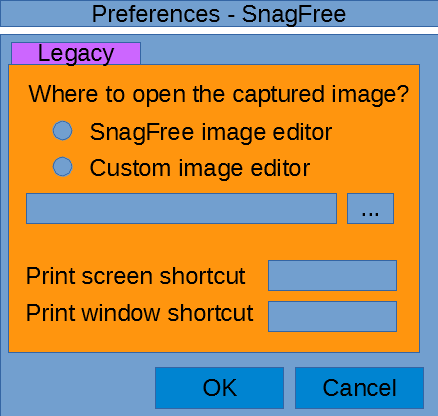 Preferences - SnagFree
Legacy
Where to open the captured image?
SnagFree image editor
Custom image editor
...
Print screen shortcut
Print window shortcut
OK Cancel